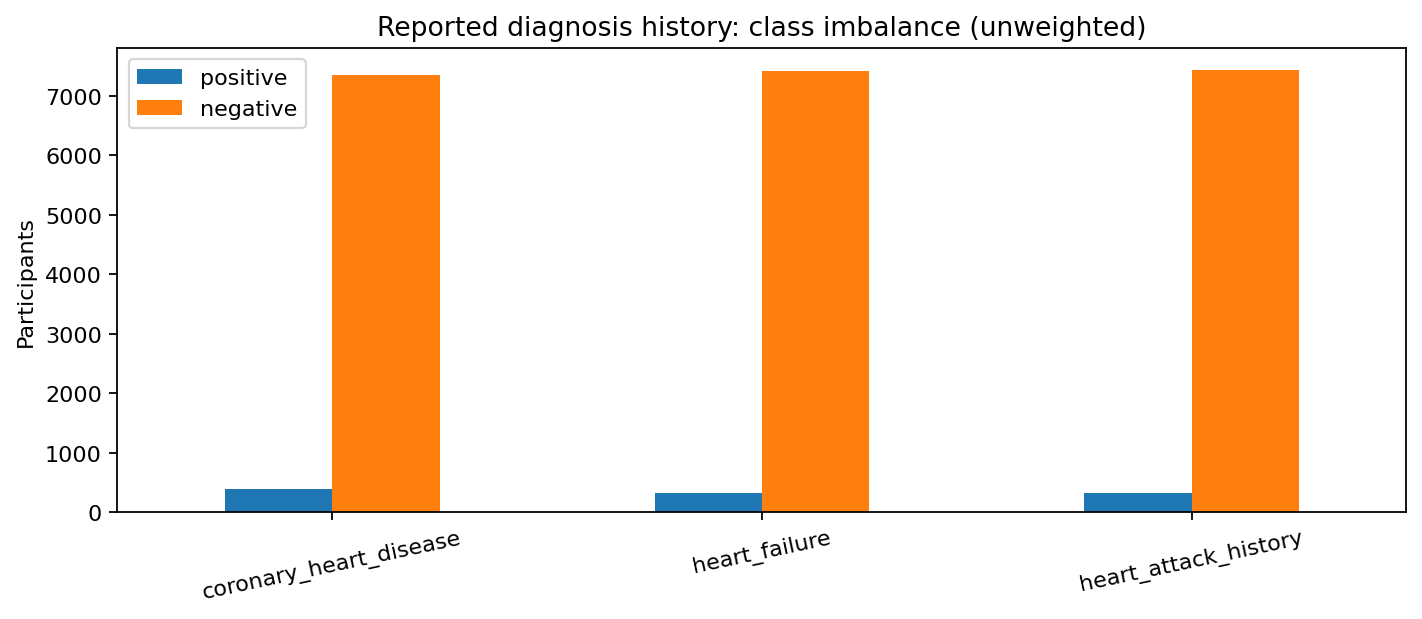 Reported diagnosis history: class imbalance (unweighted)
positive
negative
7000
6000
5000
4000
3000
2000
1000
0
Participants
coronary_heart_disease
heart_failure
heart_attack_history